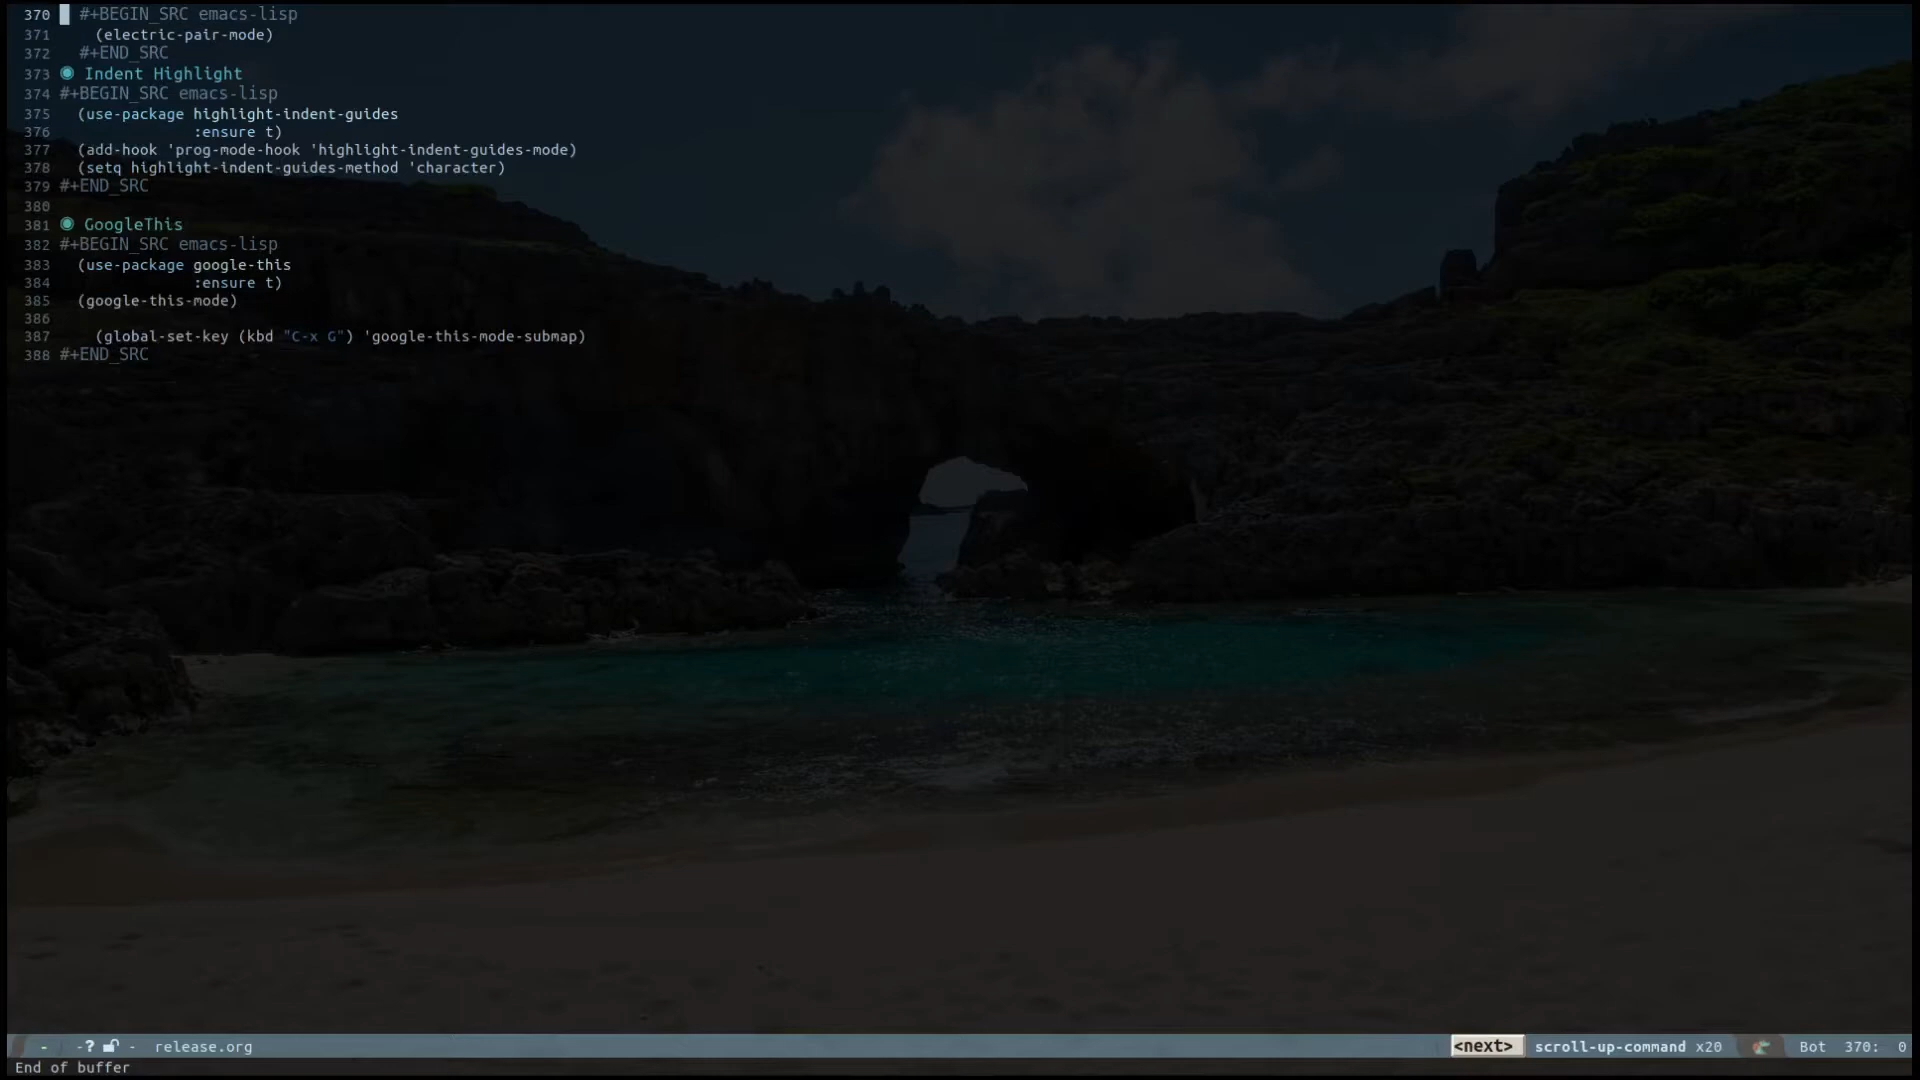 370 #+BEGIN_SRC emacs-lisp
371 (electric-pair-mode)
372 #+END_SRC
373 Indent Highlight
374 #+BEGIN_SRC emacs-lisp
375 (use-package highlight-indent-guides
376 :ensure t)
377 (add-hook 'prog-mode-hook 'highlight-indent-guides-mode)
378 (setq highlight-indent-guides-method 'character)
379 #+END_SRC
380
381 GoogleThis
382 #+BEGIN_SRC emacs-lisp
383 (use-package google-this
384 :ensure t)
385 (google-this-mode)
386
387 (global-set-key (kbd "C-x G") 'google-this-mode-submap)
388 #+END_SRC
- -? - release.org <next> scroll-up-command x20 Bot 370: 0
End of buffer